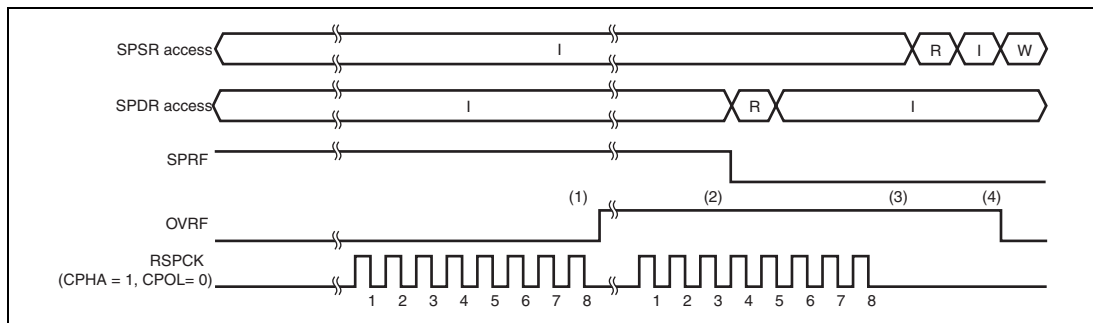 SPSR access
I
R
I
W
SPDR access
I
R
I
SPRF
(1)
(2)
(3)
(4)
OVRF
RSPCK
(CPHA = 1, CPOL= 0)
1 2 3 4 5 6 7 8
1 2 3 4 5 6 7 8